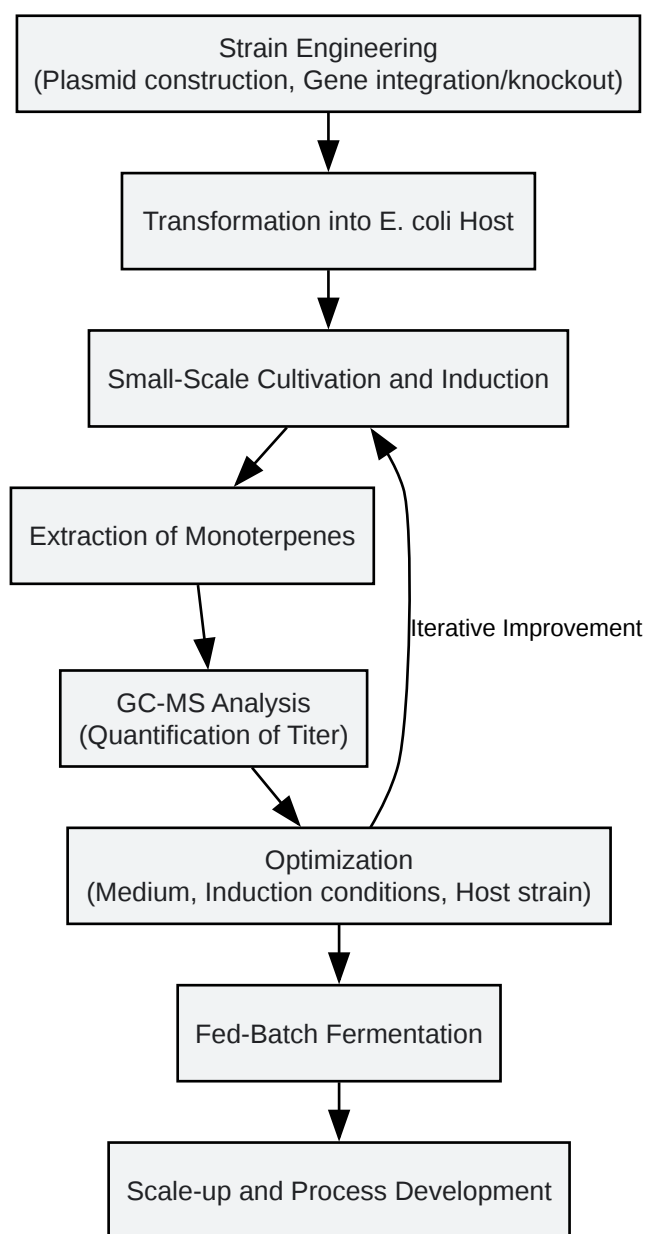 Strain Engineering
(Plasmid construction, Gene integration/knockout)
Transformation into E. coli Host
Small-Scale Cultivation and Induction
Extraction of Monoterpenes
Iterative Improvement
GC-MS Analysis
(Quantification of Titer)
Optimization
(Medium, Induction conditions, Host strain)
Fed-Batch Fermentation
Scale-up and Process Development